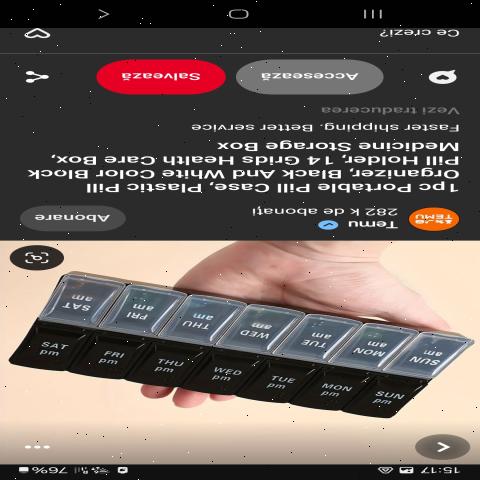 15:17 76%
SUN pm
MON pm
TUE pm
WED pm
THU pm
FRI pm
SAT pm
SUN am
MON am
TUE am
WED am
THU am
FRI am
SAT am
TEMU
Temu
282 k de abonați
Abonare
1pc Portable Pill Case, Plastic Pill
Organizer, Black And White Color Block
Pill Holder, 14 Grids Health Care Box,
Medicine Storage Box
Faster shipping. Better service
Vezi traducerea
Accesează
Salvează
Ce crezi?